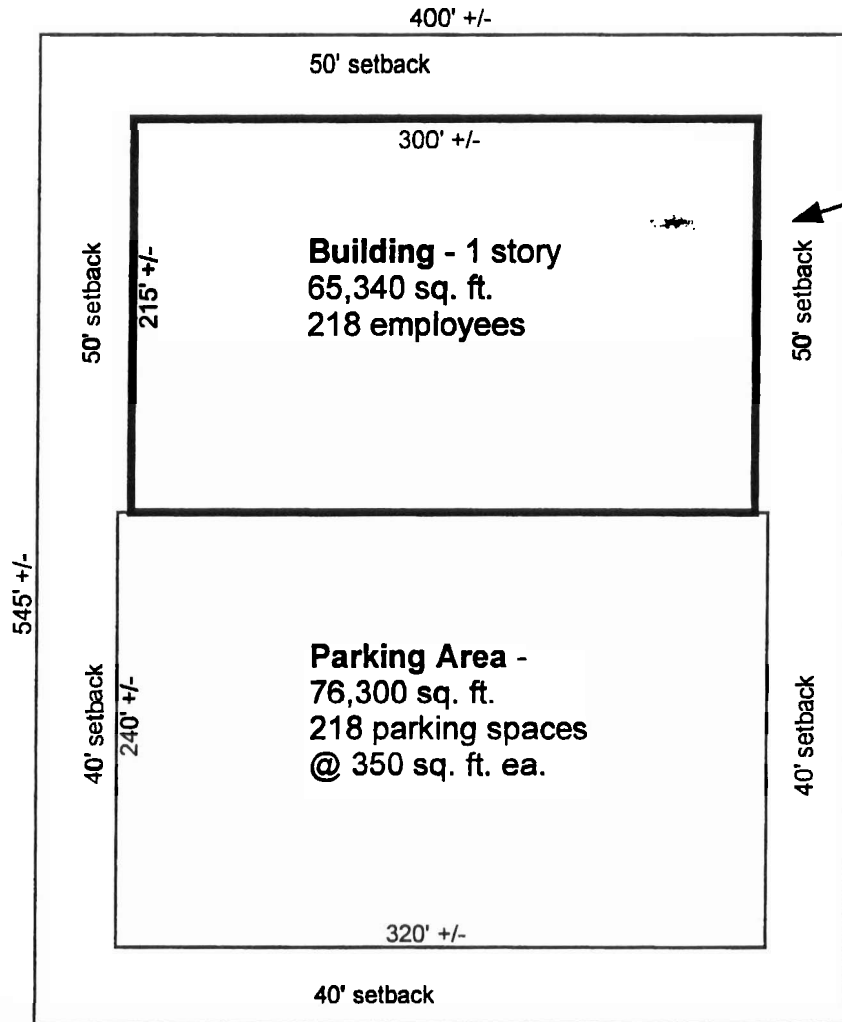 400' +/-
50' setback
300' +/-
50' setback
215' +/-
Building - 1 story
65,340 sq. ft.
218 employees
50' setback
545' +/-
40' setback
240' +/-
Parking Area -
76,300 sq. ft.
218 parking spaces
@ 350 sq. ft. ea.
40' setback
320' +/-
40' setback